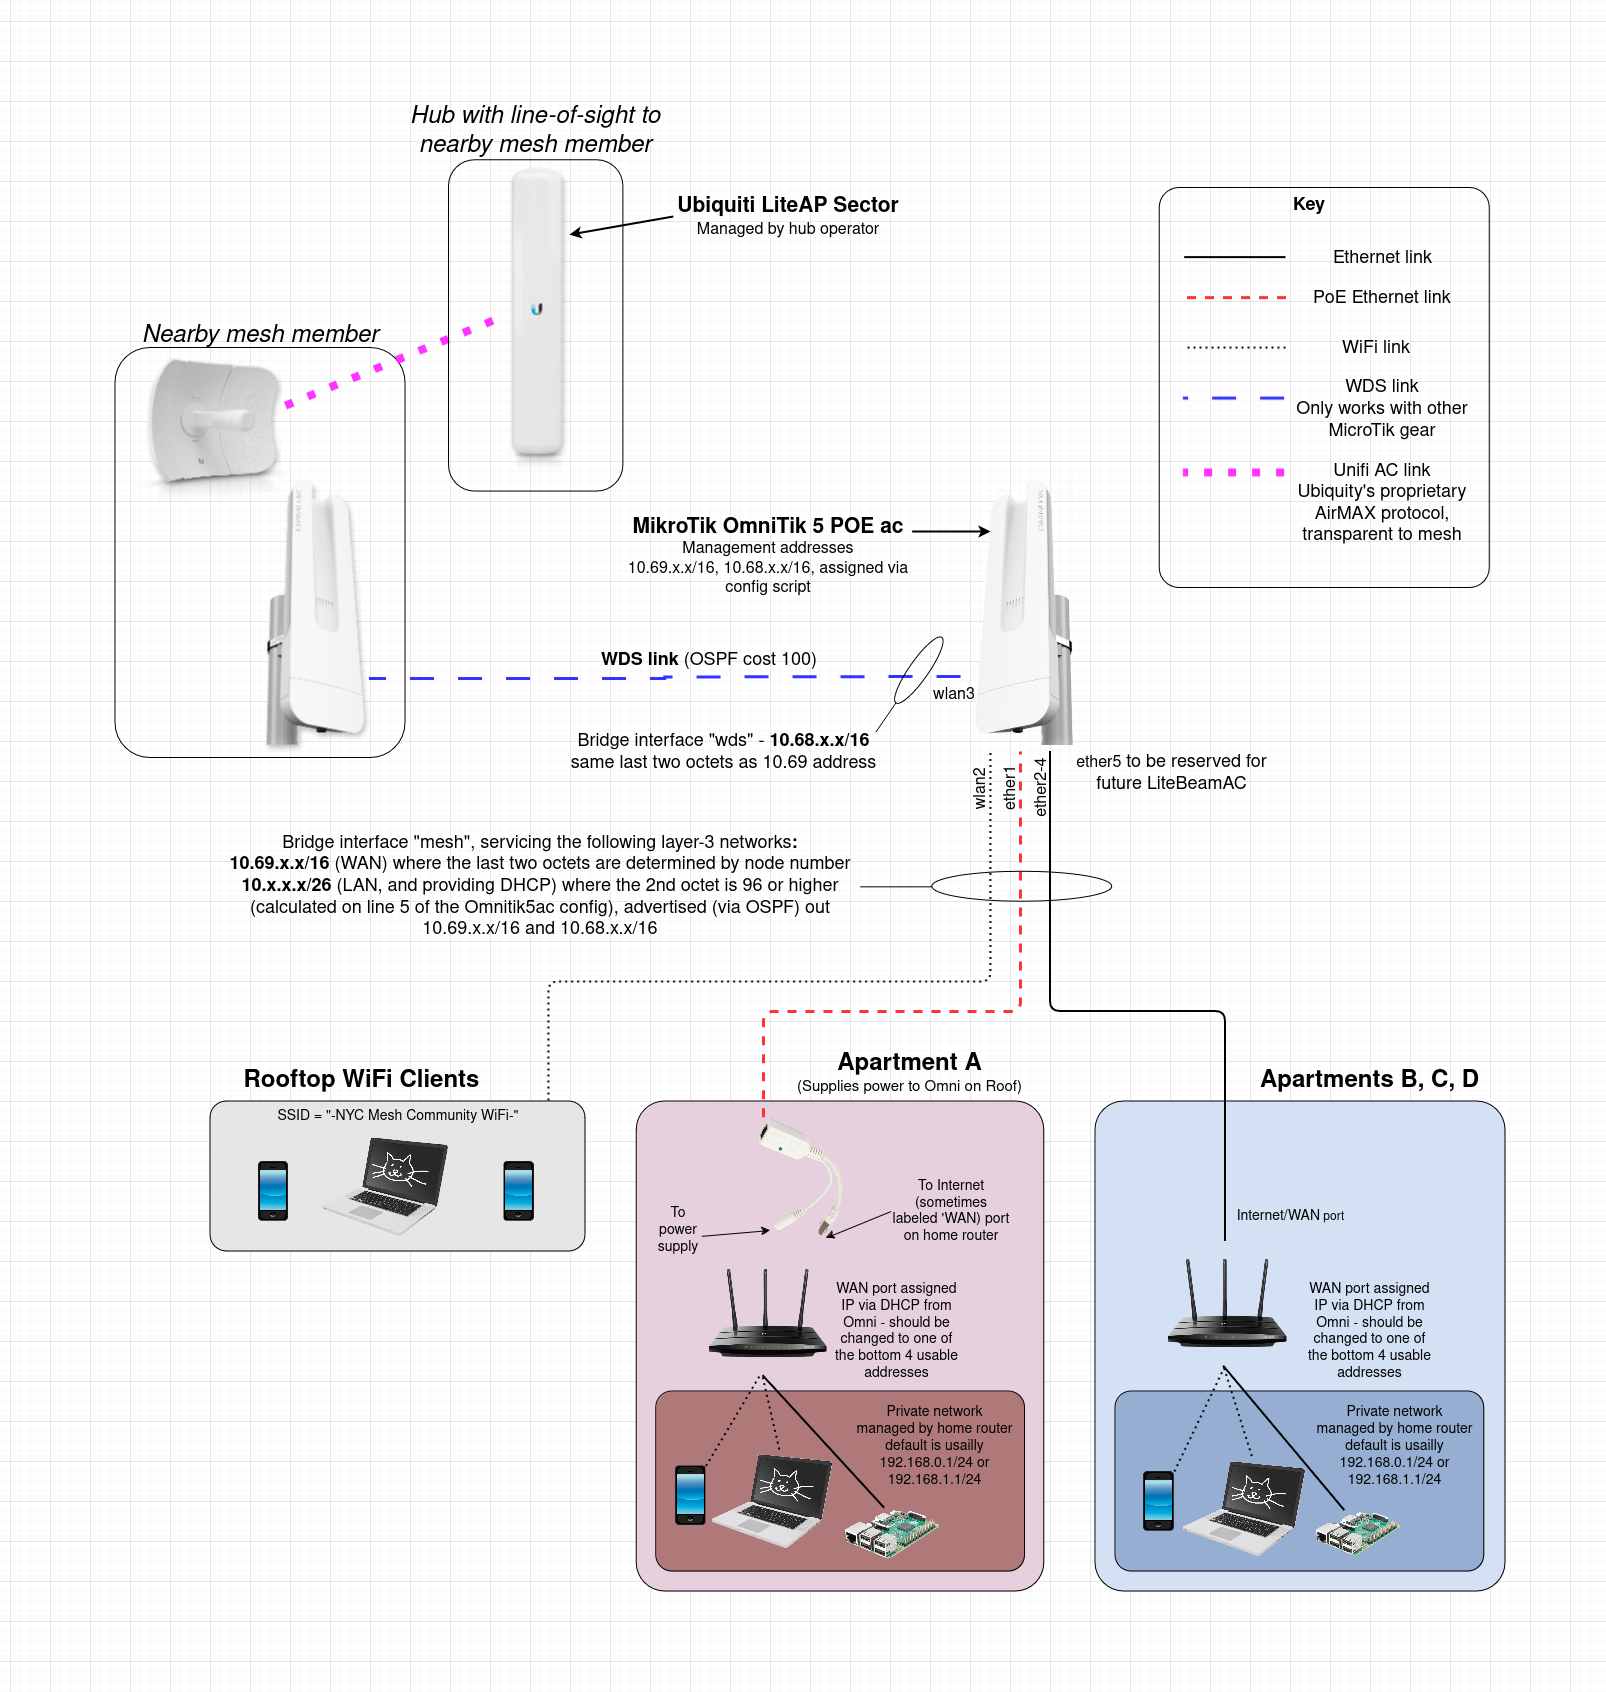 Hub with line-of-sight to
nearby mesh member
Ubiquiti LiteAP Sector
Managed by hub operator
Key
Ethernet link
PoE Ethernet link
WiFi link
WDS link
Only works with other
MicroTik gear
Unifi AC link
Ubiquity's proprietary
AirMAX protocol,
transparent to mesh
Nearby mesh member
MikroTik OmniTik 5 POE ac
Management addresses
10.69.x.x/16, 10.68.x.x/16, assigned via
config script
WDS link (OSPF cost 100)
wlan3
Bridge interface "wds" - 10.68.x.x/16
same last two octets as 10.69 address
wlan2
ether1
ether2-4
ether5 to be reserved for
future LiteBeamAC
Bridge interface "mesh", servicing the following layer-3 networks:
10.69.x.x/16 (WAN) where the last two octets are determined by node number
10.x.x.x/26 (LAN, and providing DHCP) where the 2nd octet is 96 or higher
(calculated on line 5 of the Omnitik5ac config), advertised (via OSPF) out
10.69.x.x/16 and 10.68.x.x/16
Rooftop WiFi Clients
SSID = "-NYC Mesh Community WiFi-"
Apartment A
(Supplies power to Omni on Roof)
To
power
supply
To Internet
(sometimes
labeled 'WAN) port
on home router
WAN port assigned
IP via DHCP from
Omni - should be
changed to one of
the bottom 4 usable
addresses
Private network
managed by home router
default is usailly
192.168.0.1/24 or
192.168.1.1/24
Apartments B, C, D
Internet/WAN port
WAN port assigned
IP via DHCP from
Omni - should be
changed to one of
the bottom 4 usable
addresses
Private network
managed by home router
default is usailly
192.168.0.1/24 or
192.168.1.1/24